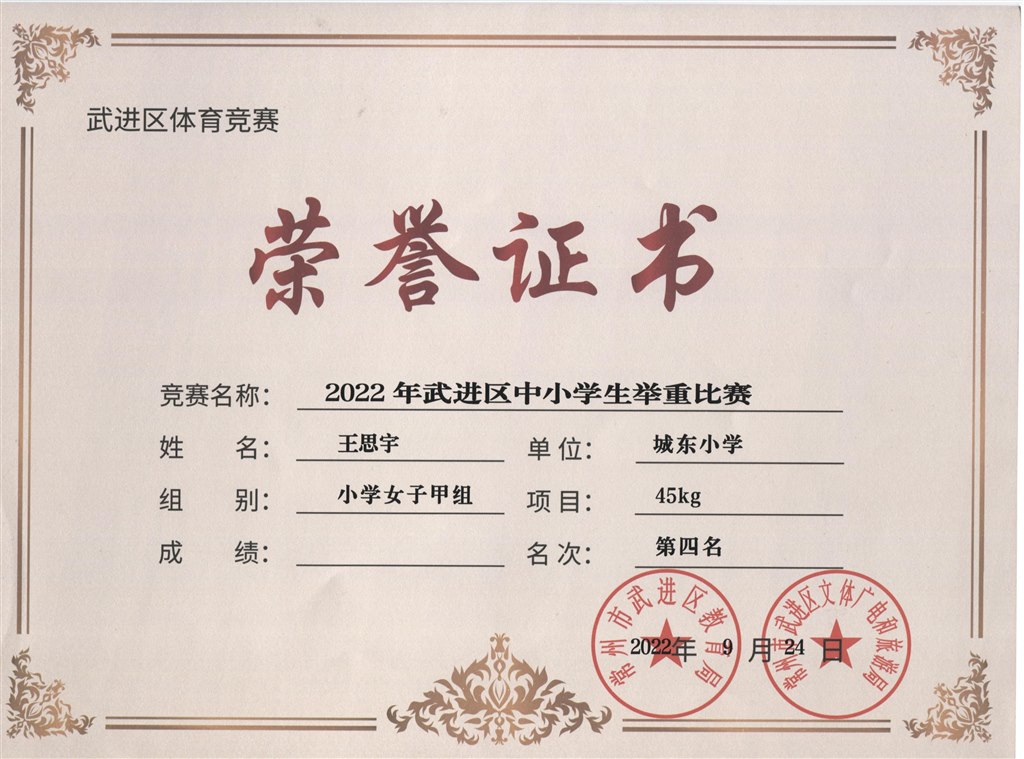 武进区体育竞赛
荣誉证书
竞赛名称： 2022年武进区中小学生举重比赛
姓 名： 王思宇 单位： 城东小学
组 别： 小学女子甲组 项目： 45kg
成 绩： 名次： 第四名
常州市武进区教育局
常州市武进区文体广电和旅游局
2022年 9 月 24 日